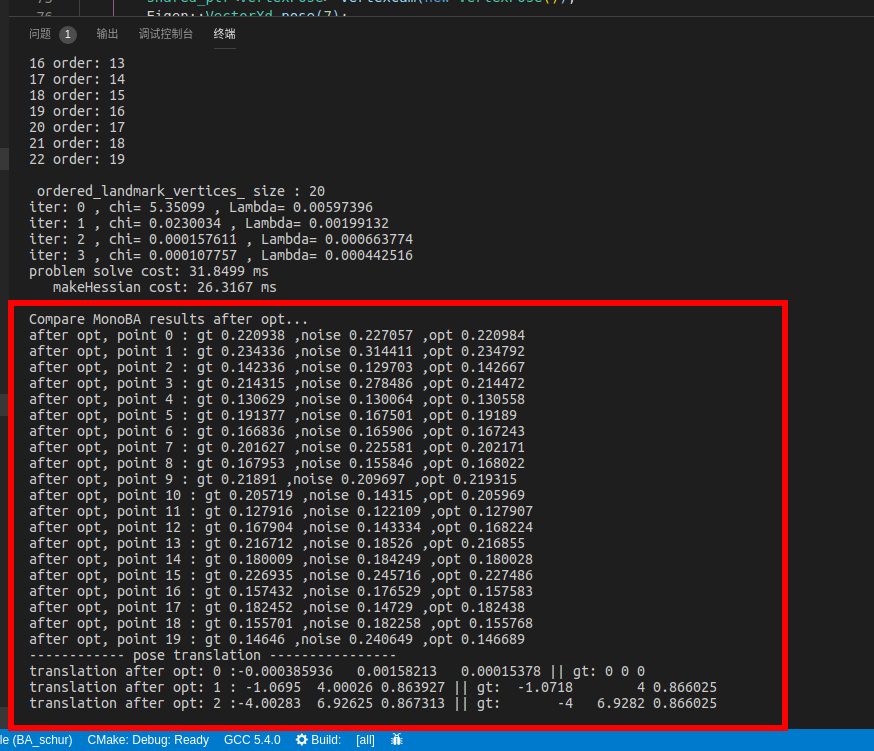 Eigen::VectorXd pose(7);
问题 1 输出 调试控制台 终端
16 order: 13
17 order: 14
18 order: 15
19 order: 16
20 order: 17
21 order: 18
22 order: 19
ordered_landmark_vertices_ size : 20
iter: 0 , chi= 5.35099 , Lambda= 0.00597396
iter: 1 , chi= 0.0230034 , Lambda= 0.00199132
iter: 2 , chi= 0.000157611 , Lambda= 0.000663774
iter: 3 , chi= 0.000107757 , Lambda= 0.000442516
problem solve cost: 31.8499 ms
makeHessian cost: 26.3167 ms
Compare MonoBA results after opt...
after opt, point 0 : gt 0.220938 ,noise 0.227057 ,opt 0.220984
after opt, point 1 : gt 0.234336 ,noise 0.314411 ,opt 0.234792
after opt, point 2 : gt 0.142336 ,noise 0.129703 ,opt 0.142667
after opt, point 3 : gt 0.214315 ,noise 0.278486 ,opt 0.214472
after opt, point 4 : gt 0.130629 ,noise 0.130064 ,opt 0.130558
after opt, point 5 : gt 0.191377 ,noise 0.167501 ,opt 0.19189
after opt, point 6 : gt 0.166836 ,noise 0.165906 ,opt 0.167243
after opt, point 7 : gt 0.201627 ,noise 0.225581 ,opt 0.202171
after opt, point 8 : gt 0.167953 ,noise 0.155846 ,opt 0.168022
after opt, point 9 : gt 0.21891 ,noise 0.209697 ,opt 0.219315
after opt, point 10 : gt 0.205719 ,noise 0.14315 ,opt 0.205969
after opt, point 11 : gt 0.127916 ,noise 0.122109 ,opt 0.127907
after opt, point 12 : gt 0.167904 ,noise 0.143334 ,opt 0.168224
after opt, point 13 : gt 0.216712 ,noise 0.18526 ,opt 0.216855
after opt, point 14 : gt 0.180009 ,noise 0.184249 ,opt 0.180028
after opt, point 15 : gt 0.226935 ,noise 0.245716 ,opt 0.227486
after opt, point 16 : gt 0.157432 ,noise 0.176529 ,opt 0.157583
after opt, point 17 : gt 0.182452 ,noise 0.14729 ,opt 0.182438
after opt, point 18 : gt 0.155701 ,noise 0.182258 ,opt 0.155768
after opt, point 19 : gt 0.14646 ,noise 0.240649 ,opt 0.146689
------------ pose translation ----------------
translation after opt: 0 :-0.000385936 0.00158213 0.00015378 || gt: 0 0 0
translation after opt: 1 : -1.0695 4.00026 0.863927 || gt: -1.0718 4 0.866025
translation after opt: 2 :-4.00283 6.92625 0.867313 || gt: -4 6.9282 0.866025
le (BA_schur) CMake: Debug: Ready GCC 5.4.0 Build: [all]